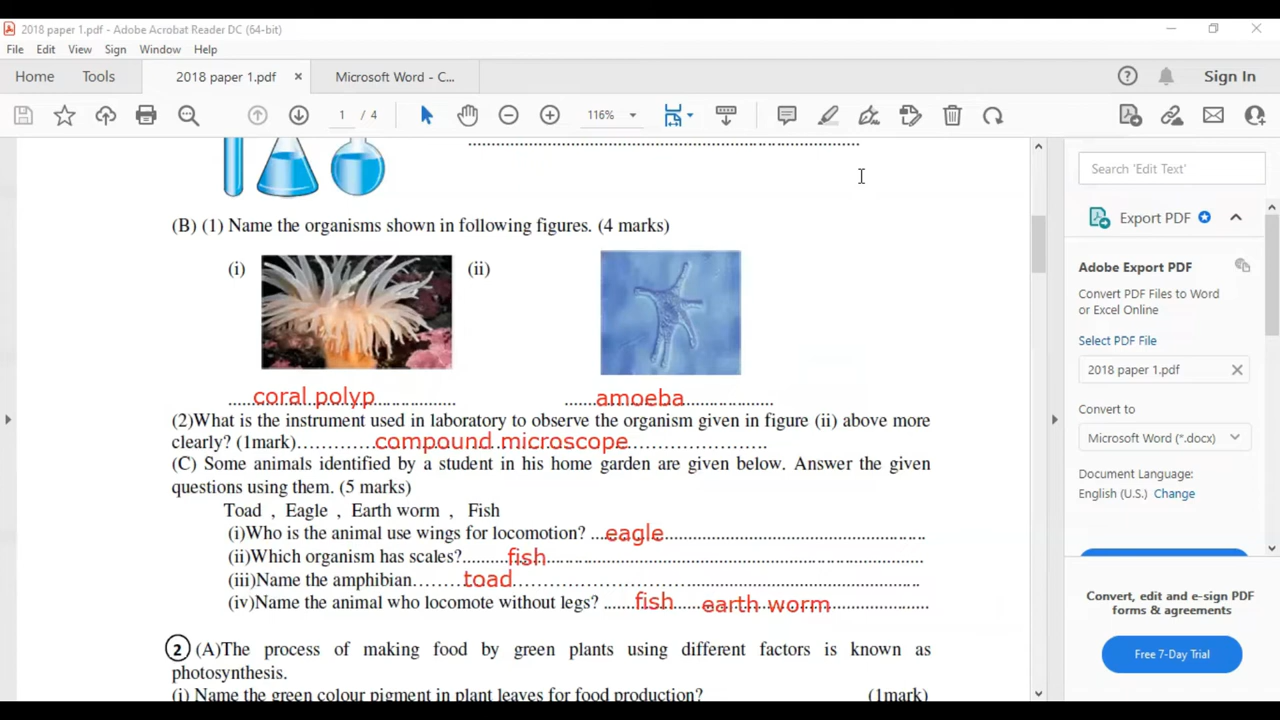 2018 paper 1.pdf - Adobe Acrobat Reader DC (64-bit)
File Edit View Sign Window Help
Home Tools 2018 paper 1.pdf × Microsoft Word - C... Sign In
1 / 4 116%
...............................................................................
(B) (1) Name the organisms shown in following figures. (4 marks)
(i) (ii)
coral polyp amoeba
(2)What is the instrument used in laboratory to observe the organism given in figure (ii) above more
clearly? (1mark)..........compound microscope..........................
(C) Some animals identified by a student in his home garden are given below. Answer the given
questions using them. (5 marks)
Toad , Eagle , Earth worm , Fish
(i)Who is the animal use wings for locomotion? ...eagle.....................................................
(ii)Which organism has scales?.........fish...........................................................................
(iii)Name the amphibian..........toad..............................................................................
(iv)Name the animal who locomote without legs? ......fish.....earth worm....................
2 (A)The process of making food by green plants using different factors is known as
photosynthesis.
(i) Name the green colour pigment in plant leaves for food production? (1mark)
Search 'Edit Text'
Export PDF
Adobe Export PDF
Convert PDF Files to Word
or Excel Online
Select PDF File
2018 paper 1.pdf ×
Convert to
Microsoft Word (*.docx)
Document Language:
English (U.S.) Change
Convert, edit and e-sign PDF
forms & agreements
Free 7-Day Trial